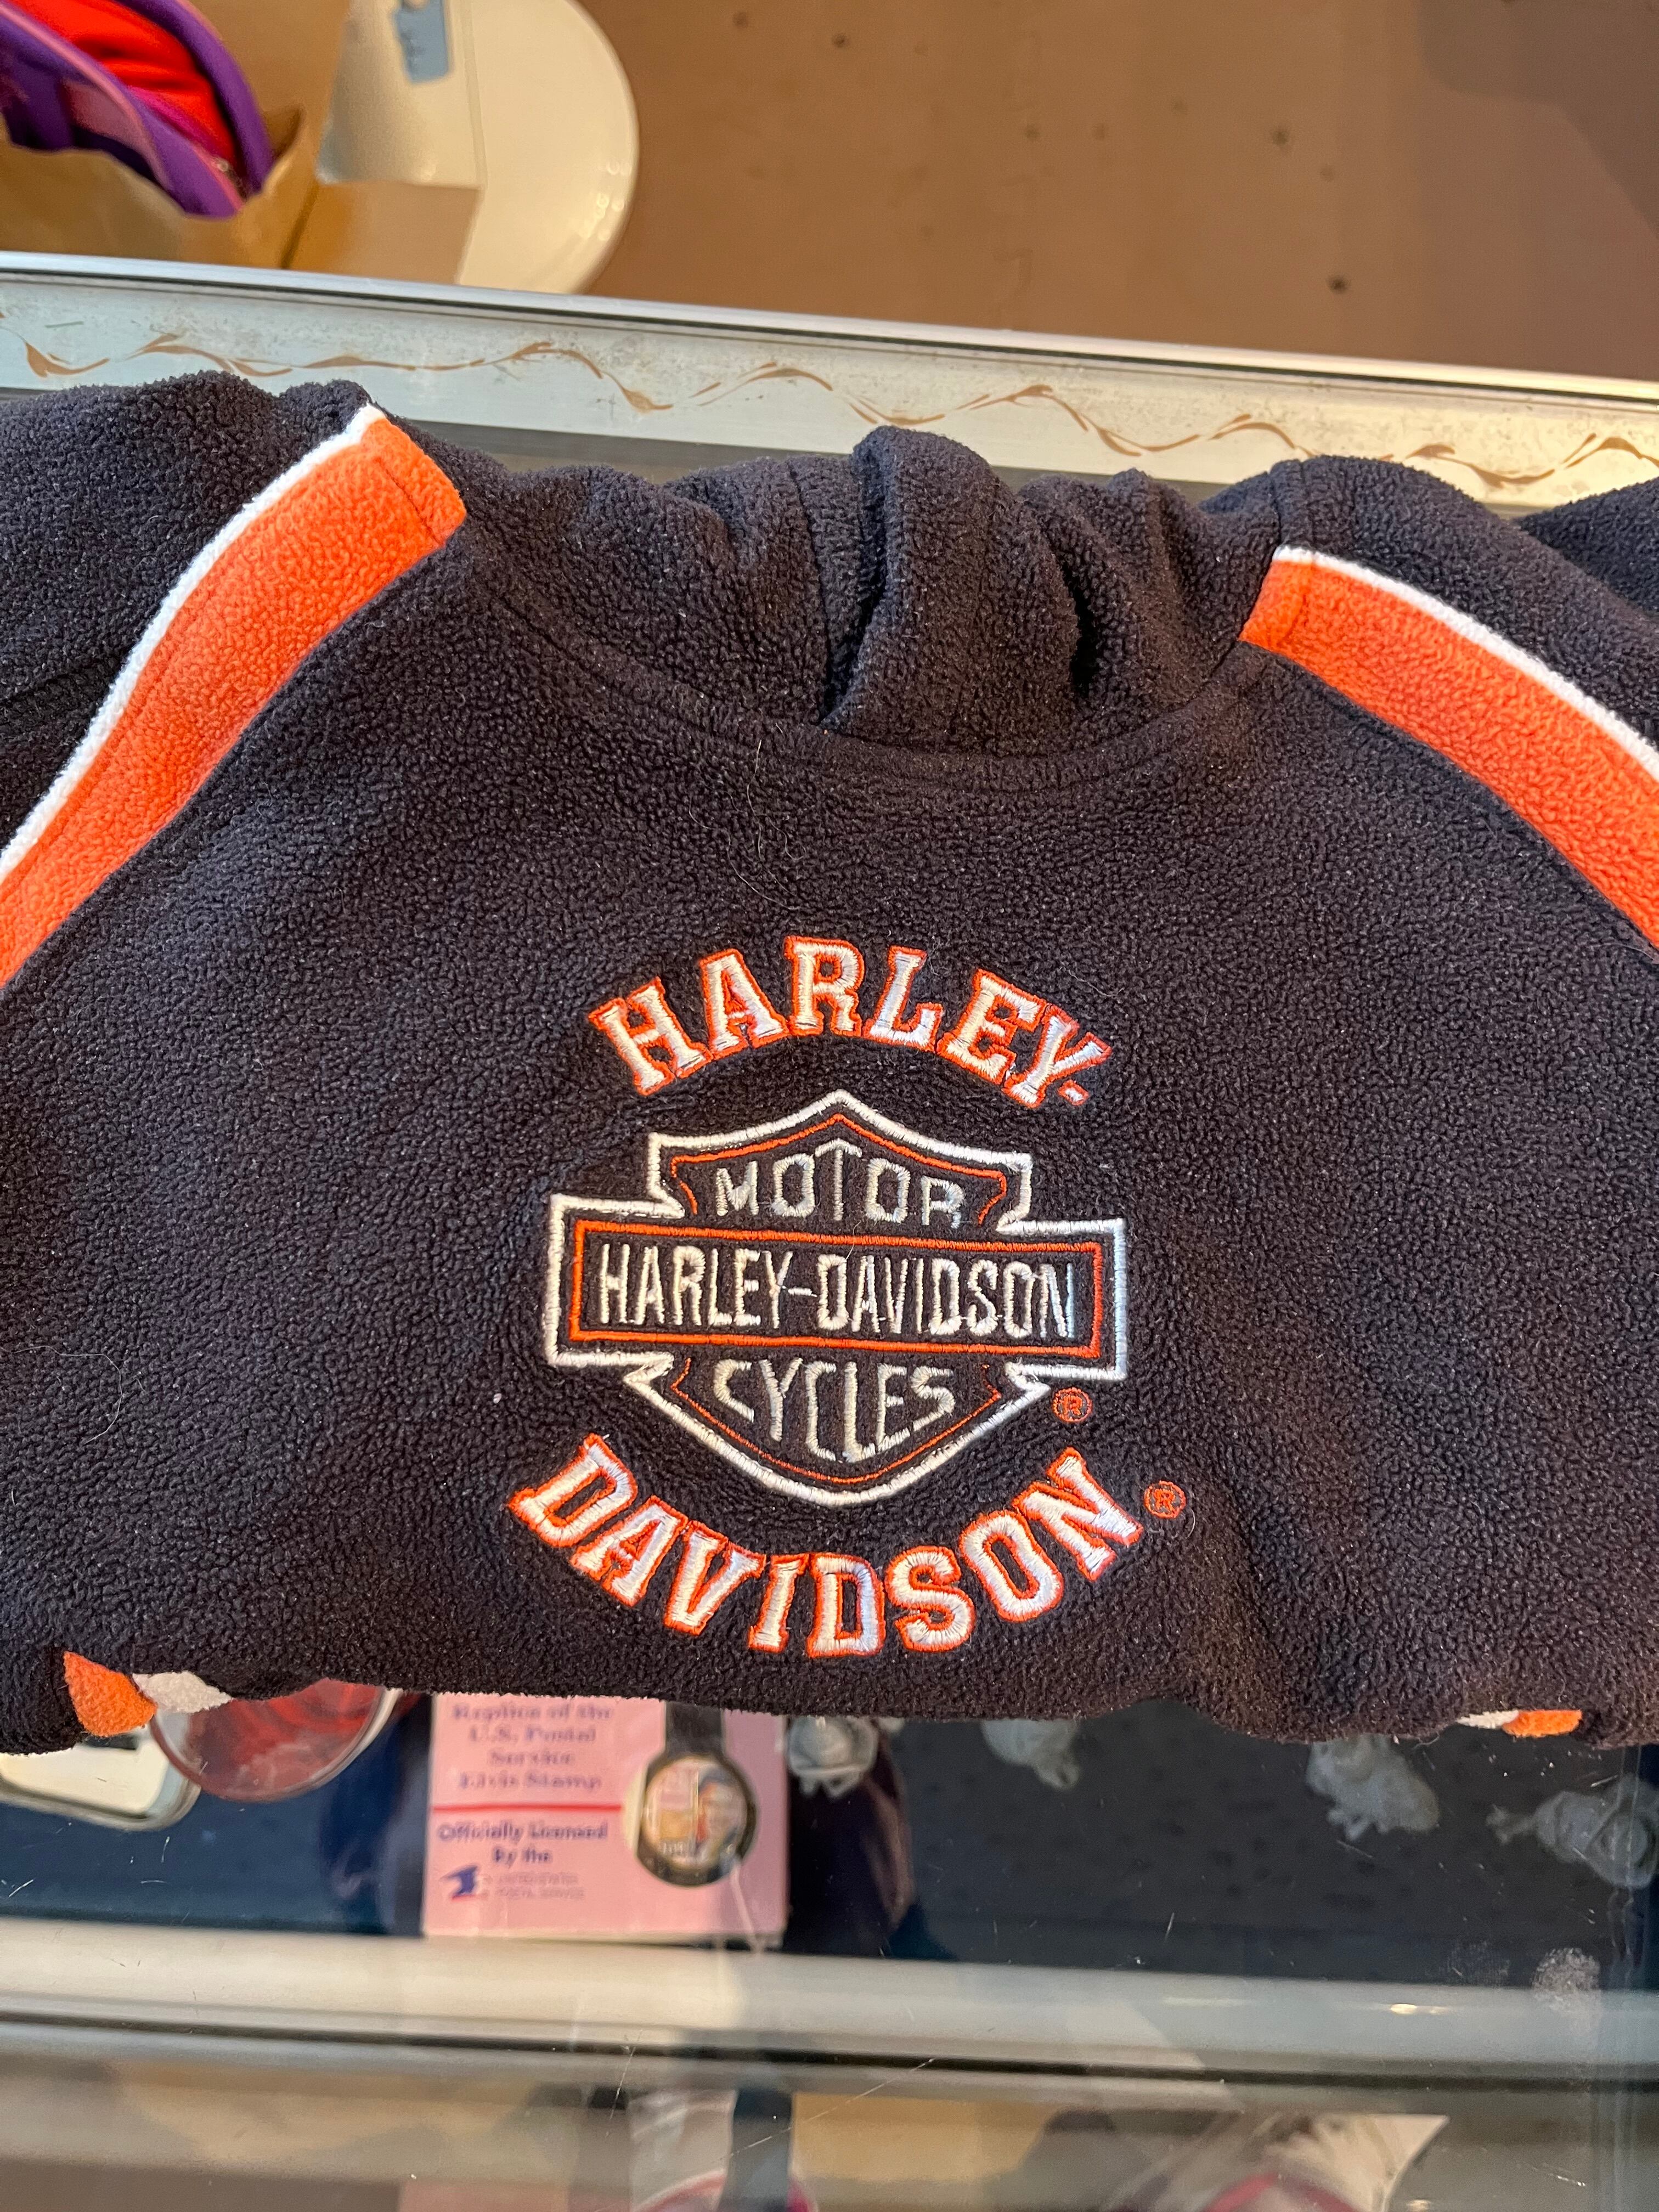 HARLEY-
MOTOR
HARLEY-DAVIDSON
CYCLES
®
DAVIDSON®
Replica of the
U.S. Postal
Service
Elvis Stamp
Officially Licensed
By the